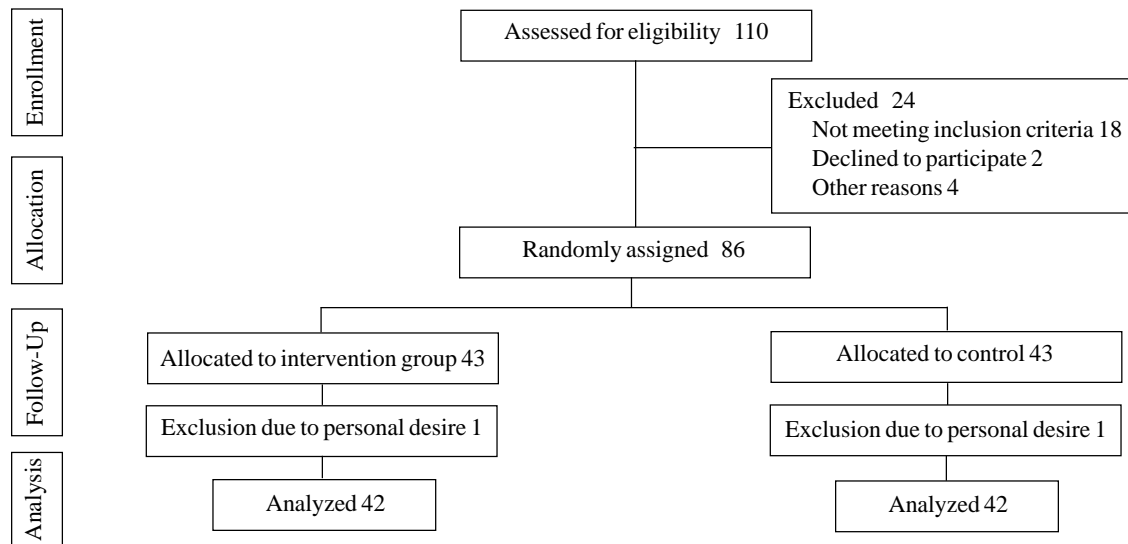 Enrollment
Assessed for eligibility 110
Excluded 24
Not meeting inclusion criteria 18
Declined to participate 2
Other reasons 4
Allocation
Randomly assigned 86
Follow-Up
Allocated to intervention group 43
Allocated to control 43
Exclusion due to personal desire 1
Exclusion due to personal desire 1
Analysis
Analyzed 42
Analyzed 42